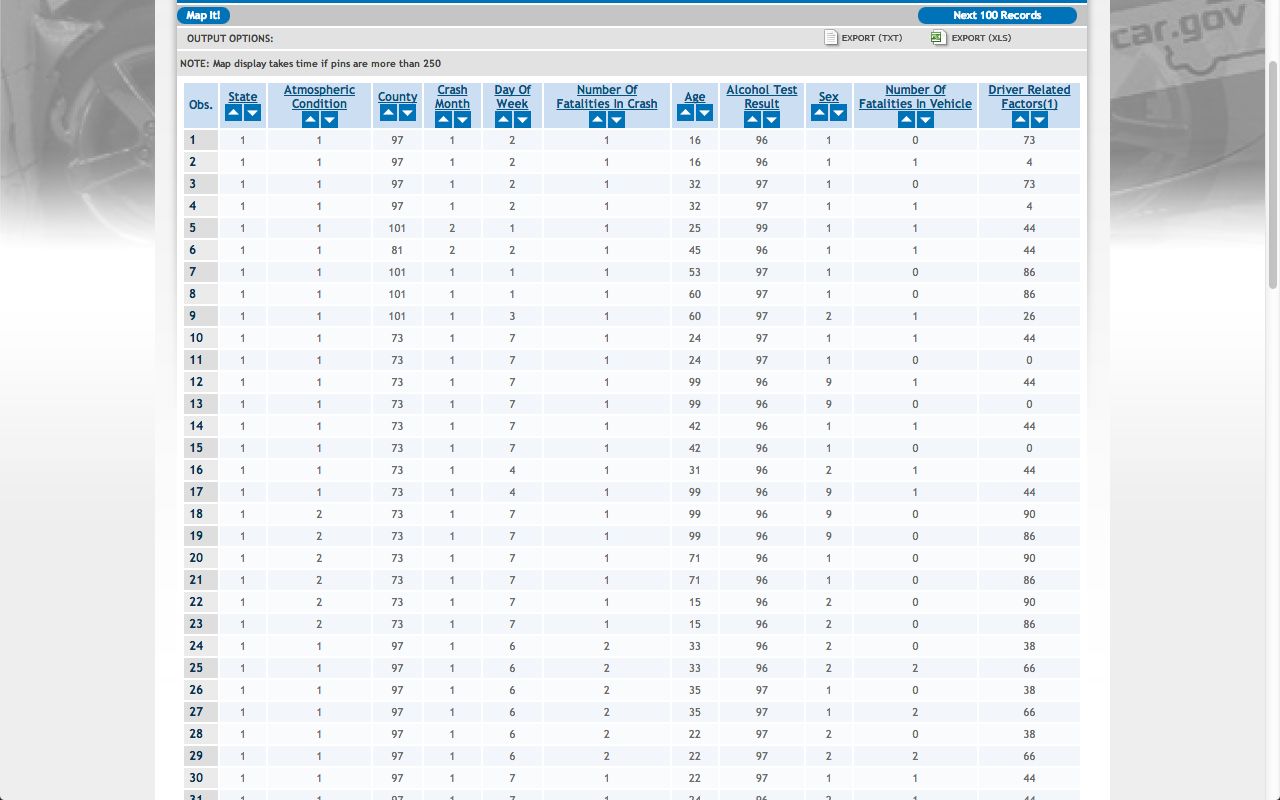 Map It!
Next 100 Records
car.gov
OUTPUT OPTIONS:
EXPORT (TXT)
EXPORT (XLS)
NOTE: Map display takes time if pins are more than 250
Obs. State Atmospheric Condition County Crash Month Day Of Week Number Of Fatalities In Crash Age Alcohol Test Result Sex Number Of Fatalities In Vehicle Driver Related Factors(1)
1 1 1 97 1 2 1 16 96 1 0 73
2 1 1 97 1 2 1 16 96 1 1 4
3 1 1 97 1 2 1 32 97 1 0 73
4 1 1 97 1 2 1 32 97 1 1 4
5 1 1 101 2 1 1 25 99 1 1 44
6 1 1 81 2 2 1 45 96 1 1 44
7 1 1 101 1 1 1 53 97 1 0 86
8 1 1 101 1 1 1 60 97 1 0 86
9 1 1 101 1 3 1 60 97 2 1 26
10 1 1 73 1 7 1 24 97 1 1 44
11 1 1 73 1 7 1 24 97 1 0 0
12 1 1 73 1 7 1 99 96 9 1 44
13 1 1 73 1 7 1 99 96 9 0 0
14 1 1 73 1 7 1 42 96 1 1 44
15 1 1 73 1 7 1 42 96 1 0 0
16 1 1 73 1 4 1 31 96 2 1 44
17 1 1 73 1 4 1 99 96 9 1 44
18 1 2 73 1 7 1 99 96 9 0 90
19 1 2 73 1 7 1 99 96 9 0 86
20 1 2 73 1 7 1 71 96 1 0 90
21 1 2 73 1 7 1 71 96 1 0 86
22 1 2 73 1 7 1 15 96 2 0 90
23 1 2 73 1 7 1 15 96 2 0 86
24 1 1 97 1 6 2 33 96 2 0 38
25 1 1 97 1 6 2 33 96 2 2 66
26 1 1 97 1 6 2 35 97 1 0 38
27 1 1 97 1 6 2 35 97 1 2 66
28 1 1 97 1 6 2 22 97 2 0 38
29 1 1 97 1 6 2 22 97 2 2 66
30 1 1 97 1 7 1 22 97 1 1 44